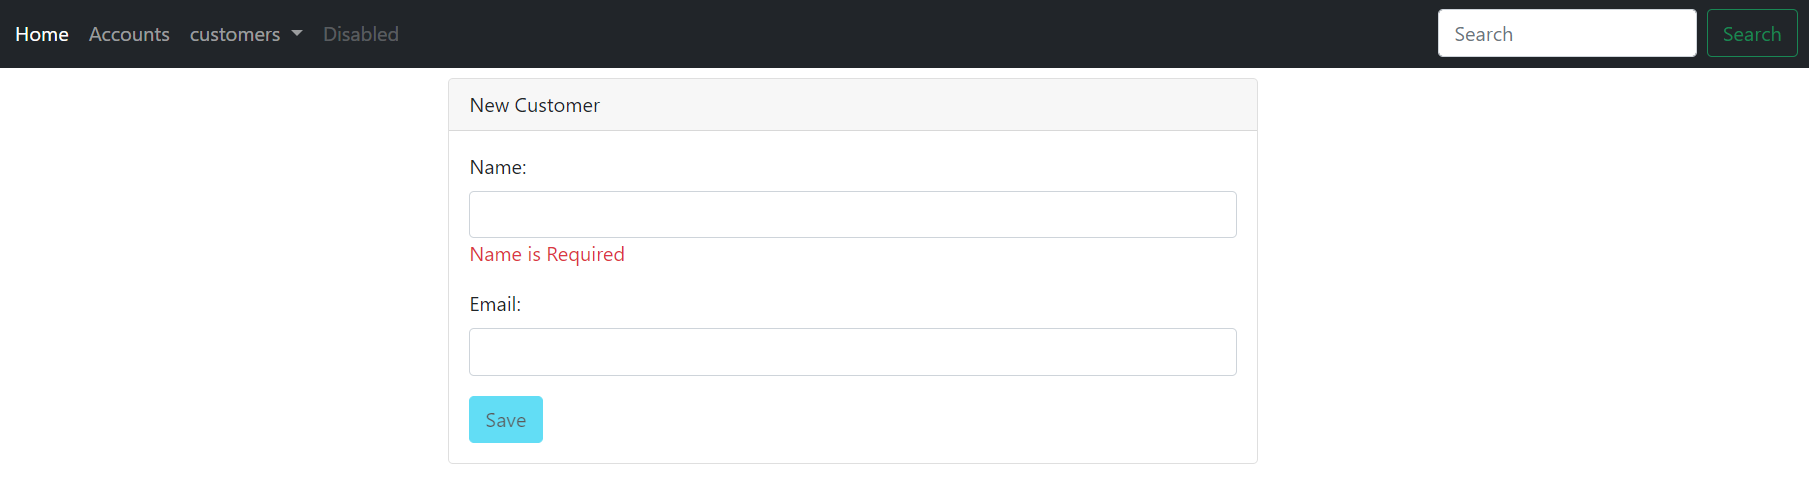 Home Accounts customers Disabled Search Search
New Customer
Name:
Name is Required
Email:
Save